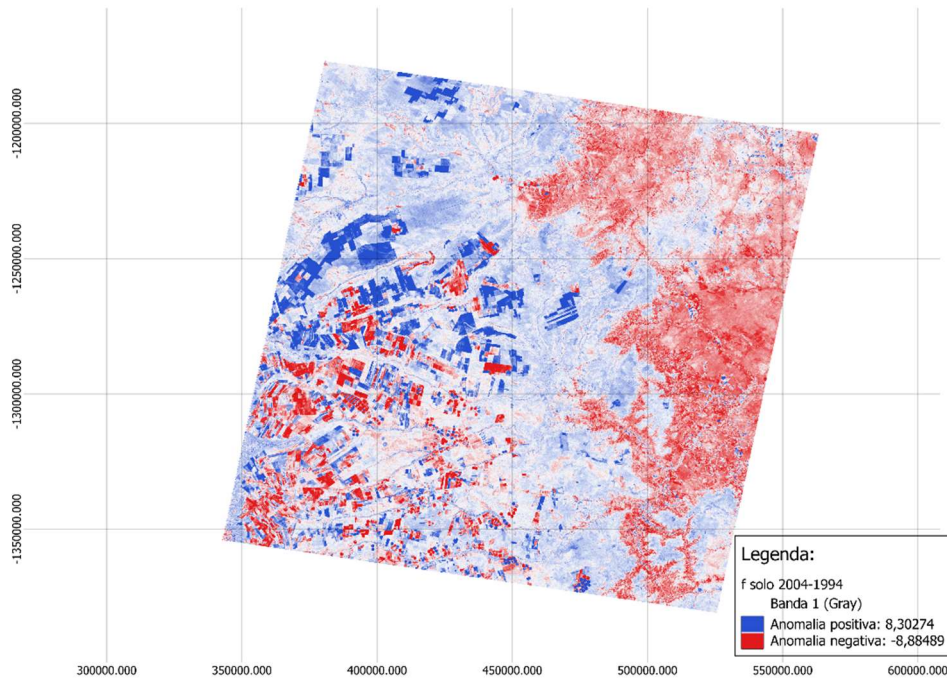 -1200000.000
-1250000.000
-1300000.000
-1350000.000
Legenda:
f solo 2004-1994
Banda 1 (Gray)
Anomalia positiva: 8,30274
Anomalia negativa: -8,88489
300000.000 350000.000 400000.000 450000.000 500000.000 550000.000 600000.000